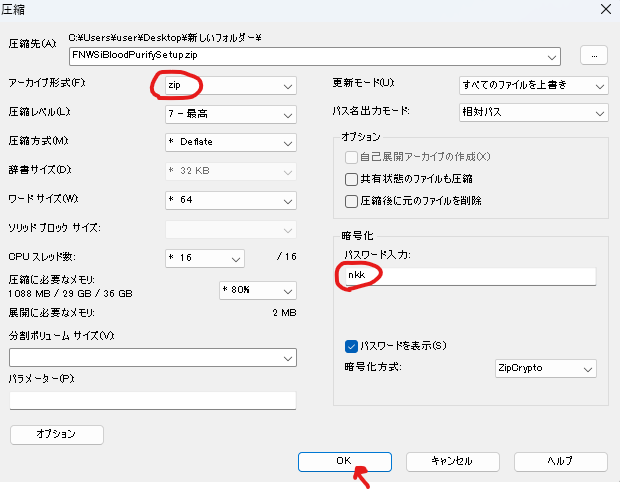 圧縮
圧縮先(A):
C:¥Users¥user¥Desktop¥新しいフォルダー¥
FNWSiBloodPurifySetup.zip
...
アーカイブ形式(F):
zip
圧縮レベル(L):
7 - 最高
圧縮方式(M):
* Deflate
辞書サイズ(D):
* 32 KB
ワード サイズ(W):
* 64
ソリッド ブロック サイズ:
CPU スレッド数:
* 16
/ 16
圧縮に必要なメモリ:
1088 MB / 29 GB / 36 GB
* 80%
展開に必要なメモリ:
2 MB
分割ボリューム サイズ(V):
パラメーター(P):
オプション
更新モード(U):
すべてのファイルを上書き
パス名出力モード:
相対パス
オプション
自己展開アーカイブの作成(X)
共有状態のファイルも圧縮
圧縮後に元のファイルを削除
暗号化
パスワード入力:
nkk
パスワードを表示(S)
暗号化方式:
ZipCrypto
OK
キャンセル
ヘルプ